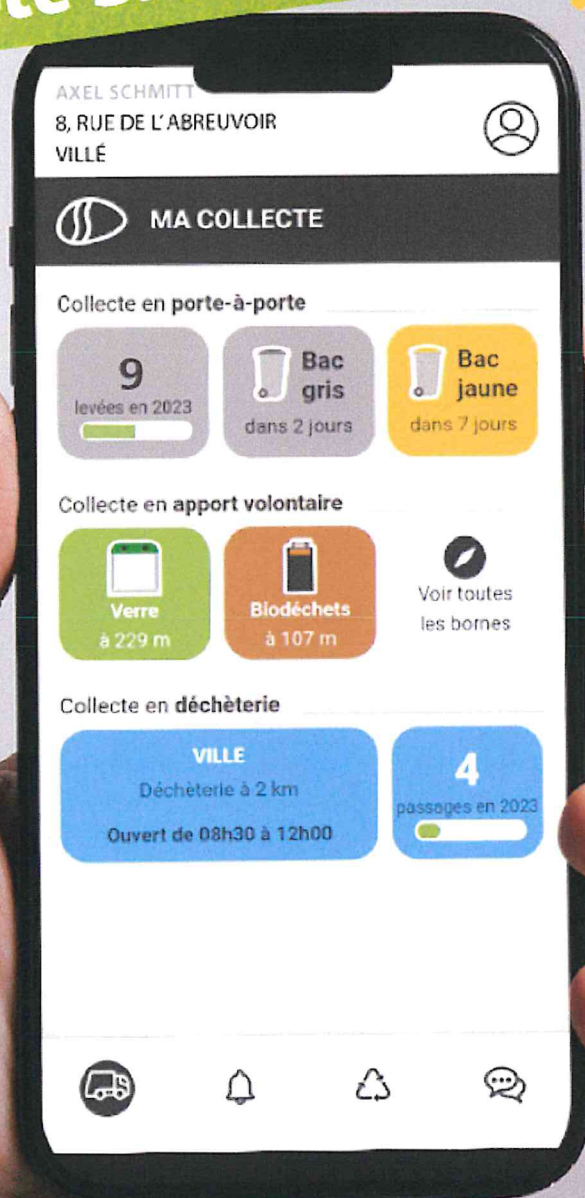 AXEL SCHMITT
8, RUE DE L'ABREUVOIR
VILLÉ
MA COLLECTE
Collecte en porte-à-porte
9
levées en 2023
Bac
gris
dans 2 jours
Bac
jaune
dans 7 jours
Collecte en apport volontaire
Verre
à 229 m
Biodéchets
à 107 m
Voir toutes
les bornes
Collecte en déchèterie
VILLE
Déchèterie à 2 km
Ouvert de 08h30 à 12h00
4
passages en 2023